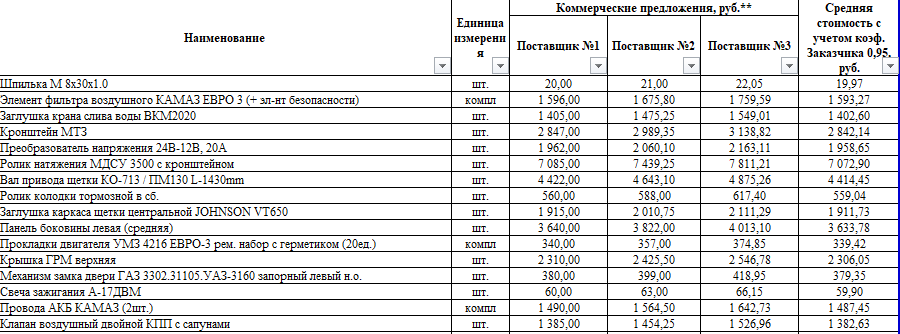 Наименование
Единица измерения
Коммерческие предложения, руб.**
Поставщик №1
Поставщик №2
Поставщик №3
Средняя стоимость с учетом коэф. Заказчика 0,95, руб.
Шпилька М 8х30х1.0 шт. 20,00 21,00 22,05 19,97
Элемент фильтра воздушного КАМАЗ ЕВРО 3 (+ эл-нт безопасности) компл 1 596,00 1 675,80 1 759,59 1 593,27
Заглушка крана слива воды ВКМ2020 шт. 1 405,00 1 475,25 1 549,01 1 402,60
Кронштейн МТЗ шт. 2 847,00 2 989,35 3 138,82 2 842,14
Преобразователь напряжения 24В-12В, 20А шт. 1 962,00 2 060,10 2 163,11 1 958,65
Ролик натяжения МДСУ 3500 с кронштейном шт. 7 085,00 7 439,25 7 811,21 7 072,90
Вал привода щетки КО-713 / ПМ130 L-1430mm шт. 4 422,00 4 643,10 4 875,26 4 414,45
Ролик колодки тормозной в сб. шт. 560,00 588,00 617,40 559,04
Заглушка каркаса щетки центральной JOHNSON VT650 шт. 1 915,00 2 010,75 2 111,29 1 911,73
Панель боковины левая (средняя) шт. 3 640,00 3 822,00 4 013,10 3 633,78
Прокладки двигателя УМЗ 4216 ЕВРО-3 рем. набор с герметиком (20ед.) компл 340,00 357,00 374,85 339,42
Крышка ГРМ верхняя шт. 2 310,00 2 425,50 2 546,78 2 306,05
Механизм замка двери ГАЗ 3302.31105.УАЗ-3160 запорный левый н.о. шт. 380,00 399,00 418,95 379,35
Свеча зажигания А-17ДВМ шт. 60,00 63,00 66,15 59,90
Провода АКБ КАМАЗ (2шт.) компл 1 490,00 1 564,50 1 642,73 1 487,45
Клапан воздушный двойной КПП с сапунами шт. 1 385,00 1 454,25 1 526,96 1 382,63